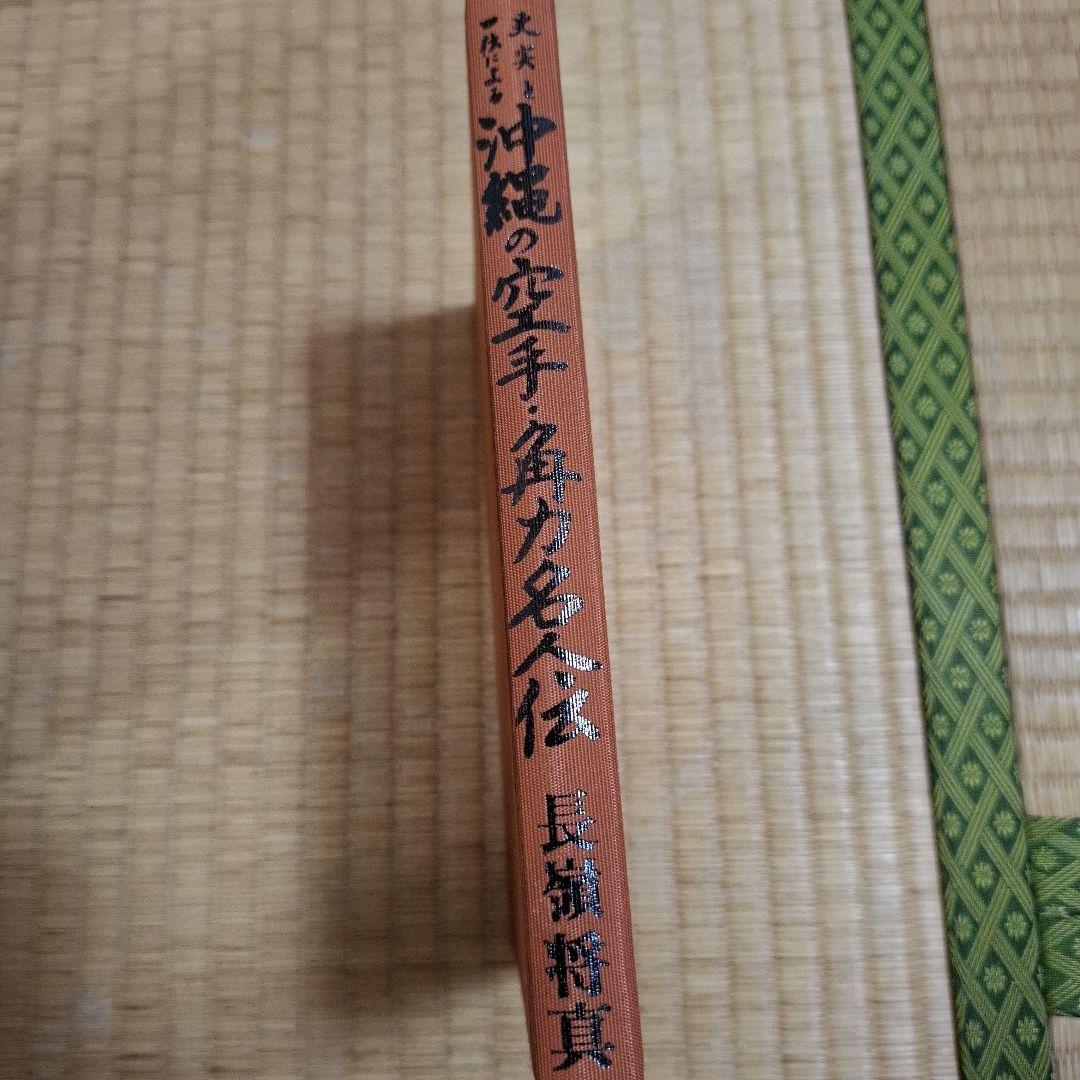 史実と
口伝による
沖縄の空手・角力名人伝
長嶺将真